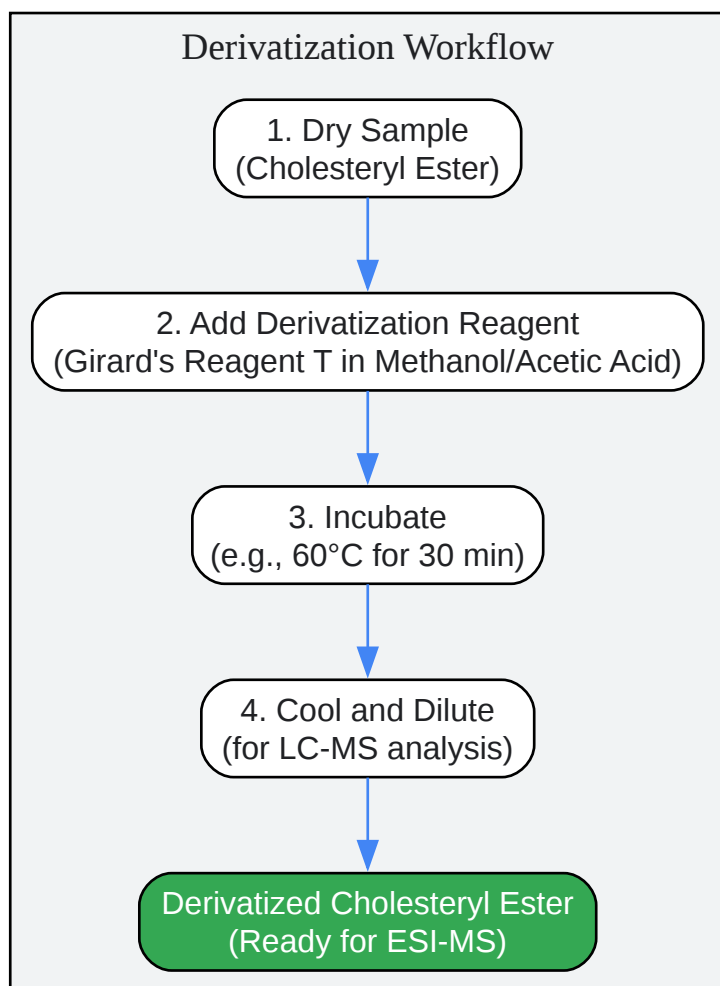 Derivatization Workflow
1. Dry Sample
(Cholesteryl Ester)
2. Add Derivatization Reagent
(Girard's Reagent T in Methanol/Acetic Acid)
3. Incubate
(e.g., 60°C for 30 min)
4. Cool and Dilute
(for LC-MS analysis)
Derivatized Cholesteryl Ester
(Ready for ESI-MS)